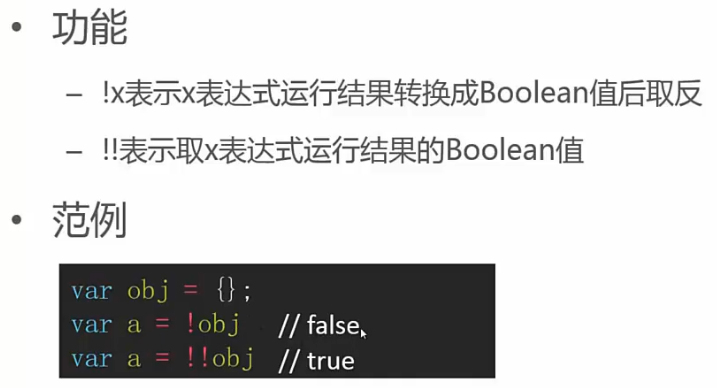 • 功能
– !x表示x表达式运行结果转换成Boolean值后取反
– !!表示取x表达式运行结果的Boolean值
• 范例
var obj = {};
var a = !obj // false
var a = !!obj // true